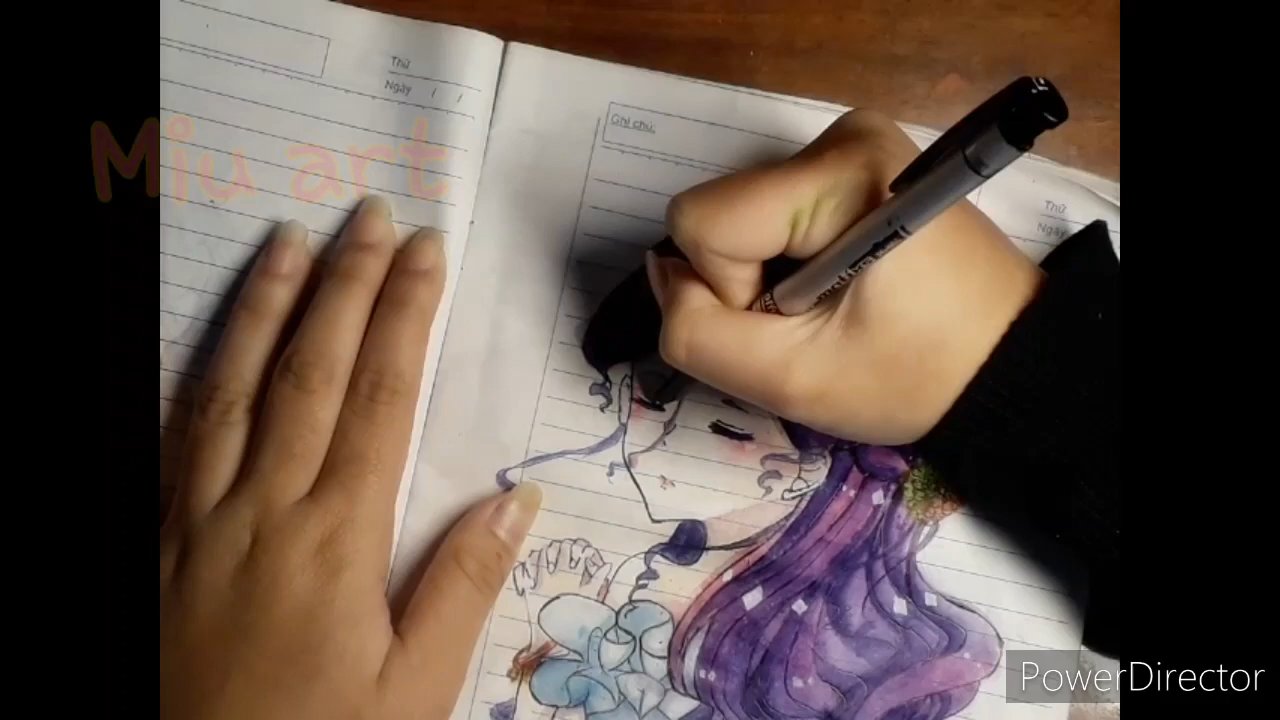 Thứ
Ngày / /
Miu art
Ghi chú:
Thứ
Ngày
PowerDirector